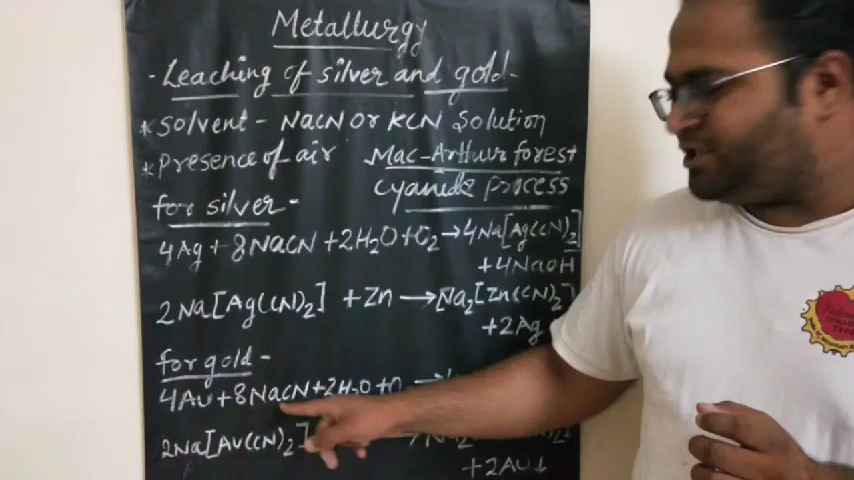 Metallurgy
- Leaching of silver and gold -
* Solvent - NaCN or KCN solution
* Presence of air Mac-Arthur forest
cyanide process
for silver -
4Ag + 8NaCN + 2H₂O + O₂ → 4Na[Ag(CN)₂]
+ 4NaOH
2Na[Ag(CN)₂] + Zn → Na₂[Zn(CN)₂
+ 2Ag
for gold -
4Au + 8NaCN + 2H₂O + O
2Na[Au(CN)₂]
+ 2Au↓